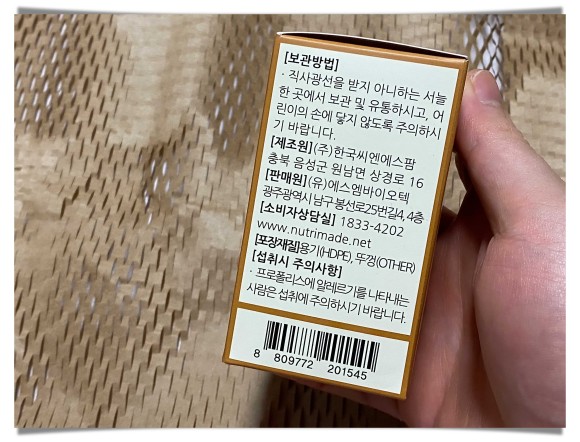 [보관방법]
· 직사광선을 받지 아니하는 서늘
한 곳에서 보관 및 유통하시고, 어
린이의 손에 닿지 않도록 주의하시
기 바랍니다.
[제조원](주)한국씨엔에스팜
충북 음성군 원남면 상경로 16
[판매원](유)에스엠바이오텍
광주광역시 남구 봉선로25번길4, 4층
[소비자상담실] 1833-4202
www.nutrimade.net
[포장재질]용기(HDPE), 뚜껑(OTHER)
[섭취시 주의사항]
· 프로폴리스에 알레르기를 나타내는
사람은 섭취에 주의하시기 바랍니다.
8 809772 201545